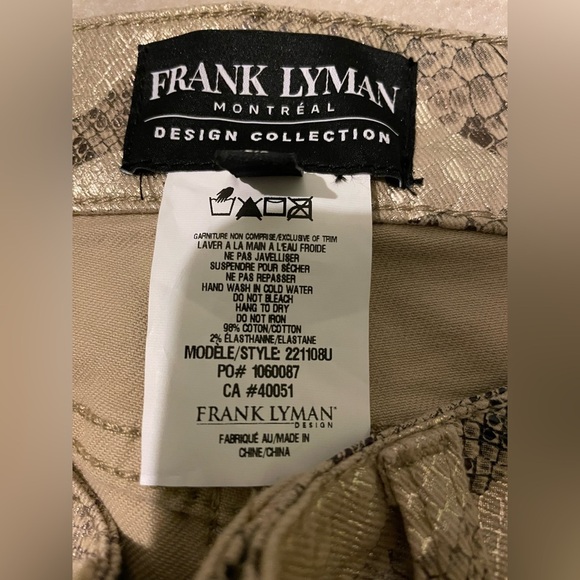 FRANK LYMAN
MONTRÉAL
DESIGN COLLECTION
GARNITURE NON COMPRISE/EXCLUSIVE OF TRIM
LAVER A LA MAIN A L'EAU FROIDE
NE PAS JAVELLISER
SUSPENDRE POUR SÉCHER
NE PAS REPASSER
HAND WASH IN COLD WATER
DO NOT BLEACH
HANG TO DRY
DO NOT IRON
98% COTON/COTTON
2% ÉLASTHANNE/ELASTANE
MODÈLE/STYLE: 221108U
PO# 1060087
CA #40051
FRANK LYMAN
DESIGN
FABRIQUÉ AU/MADE IN
CHINE/CHINA